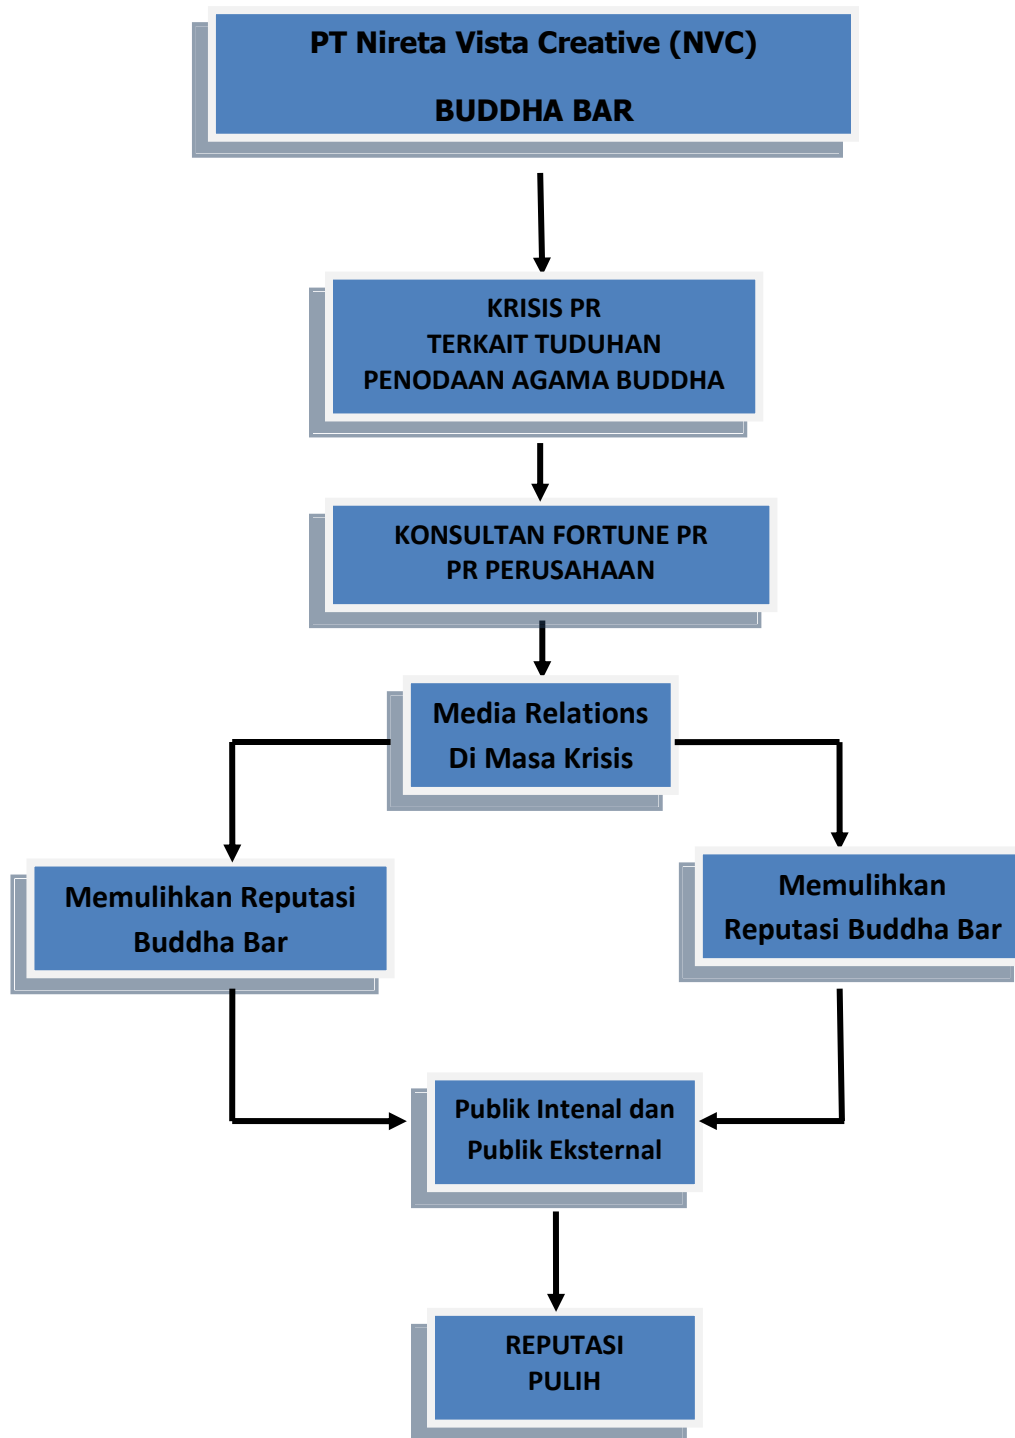 PT Nireta Vista Creative (NVC)
BUDDHA BAR
KRISIS PR
TERKAIT TUDUHAN
PENODAAN AGAMA BUDDHA
KONSULTAN FORTUNE PR
PR PERUSAHAAN
Media Relations
Di Masa Krisis
Memulihkan Reputasi
Buddha Bar
Memulihkan
Reputasi Buddha Bar
Publik Intenal dan
Publik Eksternal
REPUTASI
PULIH